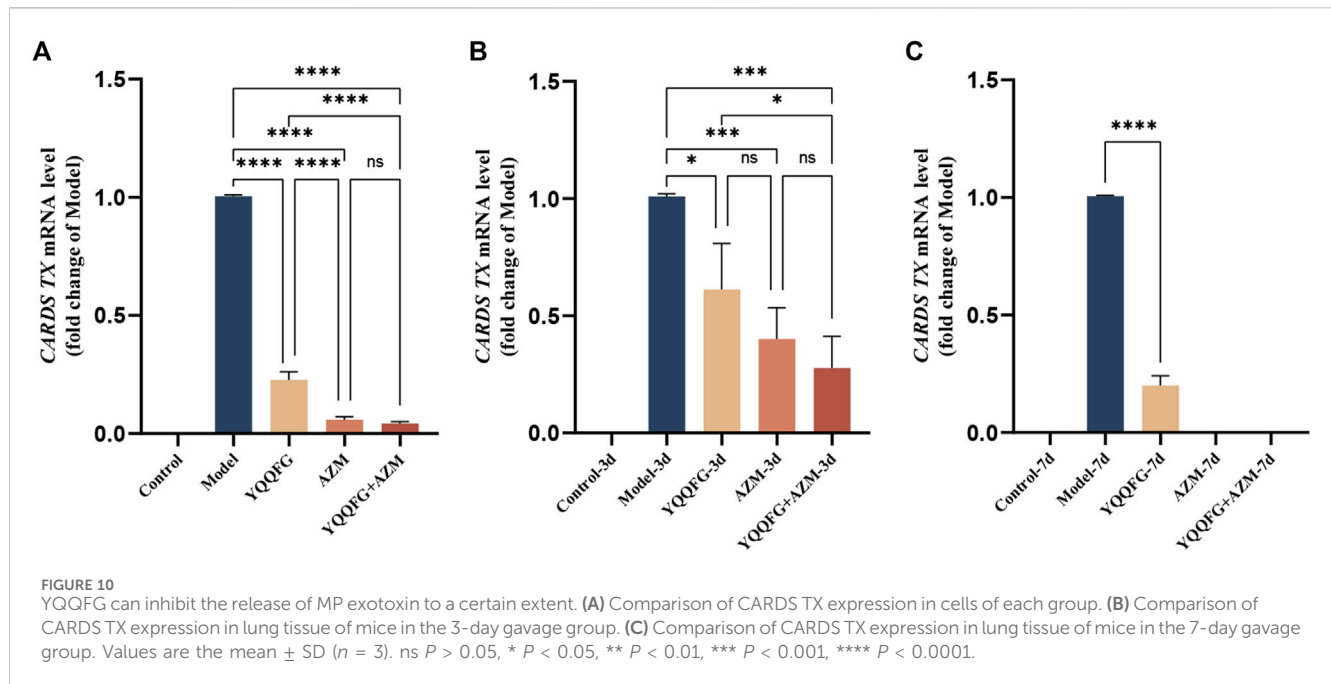 A
B
C
****
****
****
**** ****
ns
1.5
1.0
0.5
0.0
CARDS TX mRNA level
(fold change of Model)
Control
Model
YQQFG
AZM
YQQFG+AZM
***
*
***
* ns ns
1.5
1.0
0.5
0.0
CARDS TX mRNA level
(fold change of Model)
Control-3d
Model-3d
YQQFG-3d
AZM-3d
YQQFG+AZM-3d
****
1.5
1.0
0.5
0.0
CARDS TX mRNA level
(fold change of Model)
Control-7d
Model-7d
YQQFG-7d
AZM-7d
YQQFG+AZM-7d
FIGURE 10
YQQFG can inhibit the release of MP exotoxin to a certain extent. (A) Comparison of CARDS TX expression in cells of each group. (B) Comparison of
CARDS TX expression in lung tissue of mice in the 3-day gavage group. (C) Comparison of CARDS TX expression in lung tissue of mice in the 7-day gavage
group. Values are the mean ± SD (n = 3). ns P > 0.05, * P < 0.05, ** P < 0.01, *** P < 0.001, **** P < 0.0001.